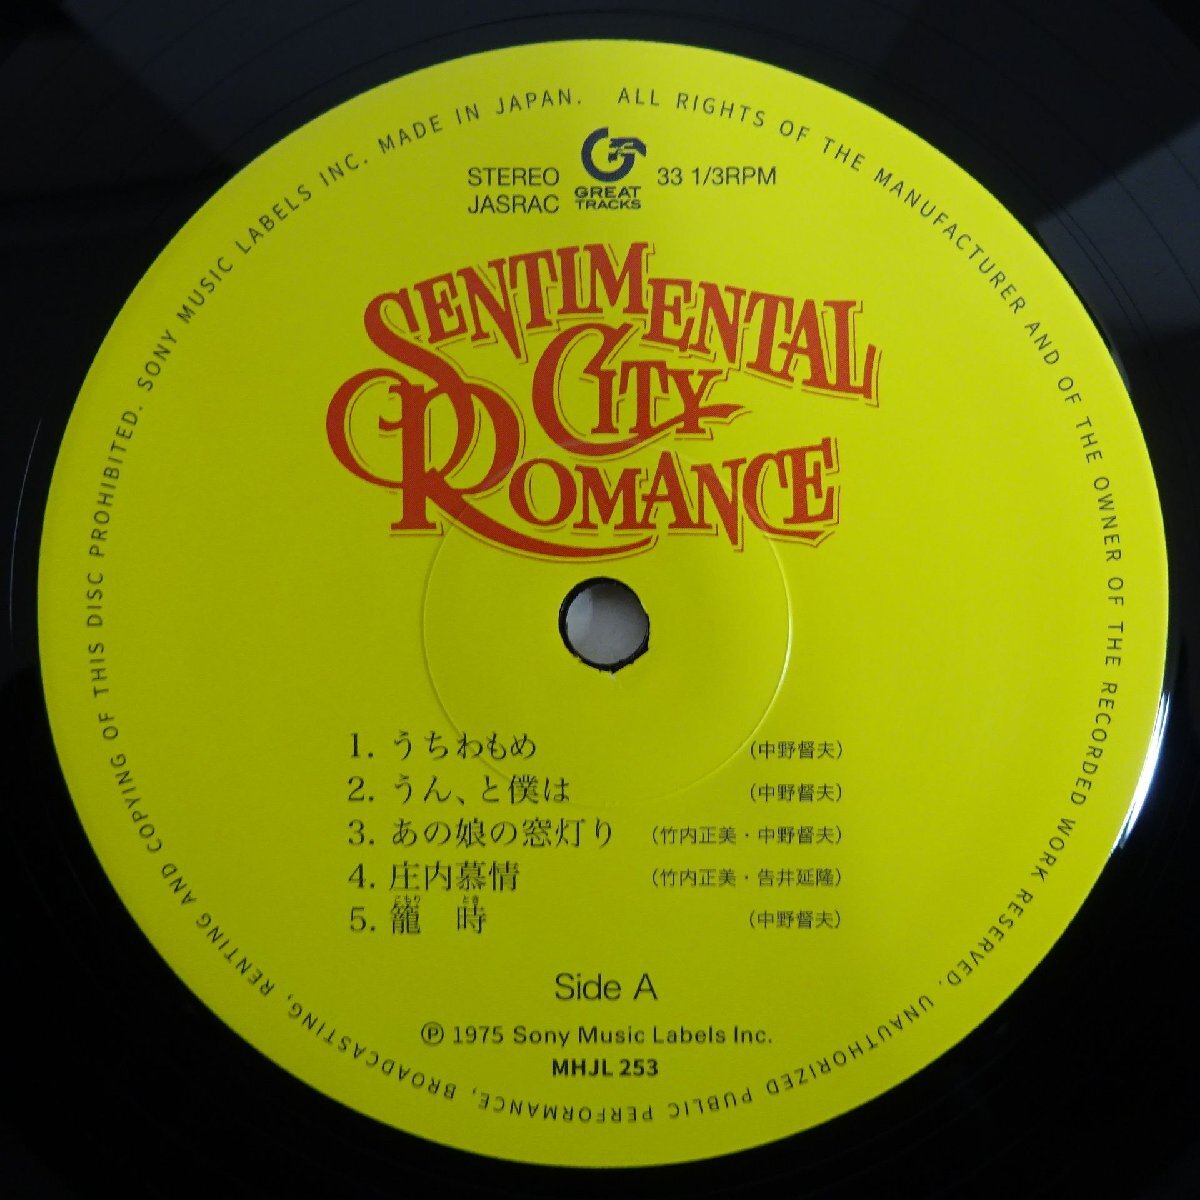 SONY MUSIC LABELS INC. MADE IN JAPAN. ALL RIGHTS OF THE MANUFACTURER AND OF THE OWNER OF THE RECORDED WORK RESERVED. UNAUTHORIZED PUBLIC PERFORMANCE, BROADCASTING, RENTING AND COPYING OF THIS DISC PROHIBITED.
STEREO
JASRAC
GREAT
TRACKS
33 1/3RPM
SENTIMENTAL
CITY
ROMANCE
1. うちわもめ (中野督夫)
2. うん、と僕は (中野督夫)
3. あの娘の窓灯り (竹内正美・中野督夫)
4. 庄内慕情 (竹内正美・告井延隆)
こもり とき
5. 籠 時 (中野督夫)
Side A
Ⓟ 1975 Sony Music Labels Inc.
MHJL 253